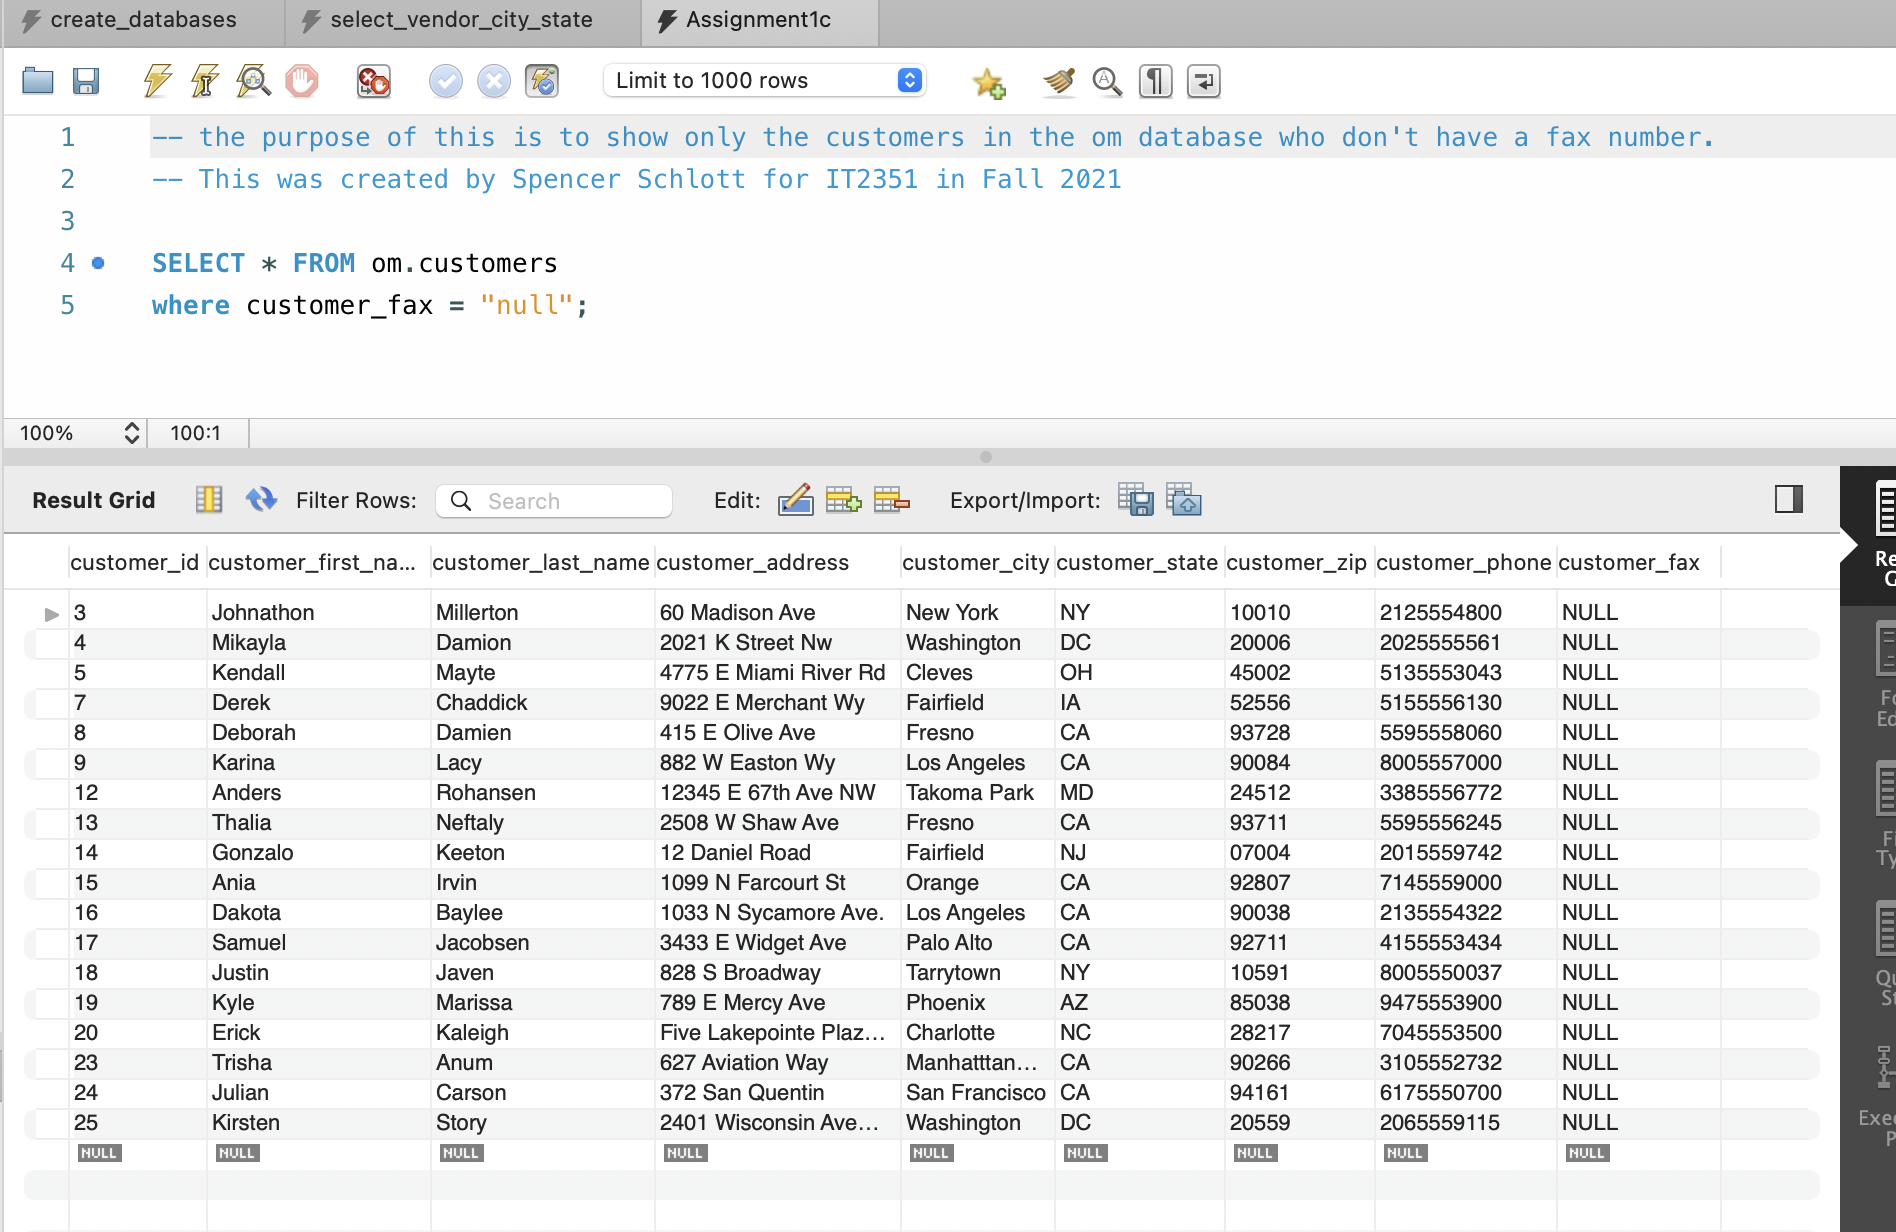 create_databases select_vendor_city_state Assignment1c
Limit to 1000 rows
1 -- the purpose of this is to show only the customers in the om database who don't have a fax number.
2 -- This was created by Spencer Schlott for IT2351 in Fall 2021
3
4 SELECT * FROM om.customers
5 where customer_fax = "null";
100% 100:1
Result Grid Filter Rows: Search Edit: Export/Import:
customer_id customer_first_na... customer_last_name customer_address customer_city customer_state customer_zip customer_phone customer_fax
3 Johnathon Millerton 60 Madison Ave New York NY 10010 2125554800 NULL
4 Mikayla Damion 2021 K Street Nw Washington DC 20006 2025555561 NULL
5 Kendall Mayte 4775 E Miami River Rd Cleves OH 45002 5135553043 NULL
7 Derek Chaddick 9022 E Merchant Wy Fairfield IA 52556 5155556130 NULL
8 Deborah Damien 415 E Olive Ave Fresno CA 93728 5595558060 NULL
9 Karina Lacy 882 W Easton Wy Los Angeles CA 90084 8005557000 NULL
12 Anders Rohansen 12345 E 67th Ave NW Takoma Park MD 24512 3385556772 NULL
13 Thalia Neftaly 2508 W Shaw Ave Fresno CA 93711 5595556245 NULL
14 Gonzalo Keeton 12 Daniel Road Fairfield NJ 07004 2015559742 NULL
15 Ania Irvin 1099 N Farcourt St Orange CA 92807 7145559000 NULL
16 Dakota Baylee 1033 N Sycamore Ave. Los Angeles CA 90038 2135554322 NULL
17 Samuel Jacobsen 3433 E Widget Ave Palo Alto CA 92711 4155553434 NULL
18 Justin Javen 828 S Broadway Tarrytown NY 10591 8005550037 NULL
19 Kyle Marissa 789 E Mercy Ave Phoenix AZ 85038 9475553900 NULL
20 Erick Kaleigh Five Lakepointe Plaz... Charlotte NC 28217 7045553500 NULL
23 Trisha Anum 627 Aviation Way Manhatttan... CA 90266 3105552732 NULL
24 Julian Carson 372 San Quentin San Francisco CA 94161 6175550700 NULL
25 Kirsten Story 2401 Wisconsin Ave... Washington DC 20559 2065559115 NULL
NULL NULL NULL NULL NULL NULL NULL NULL NULL